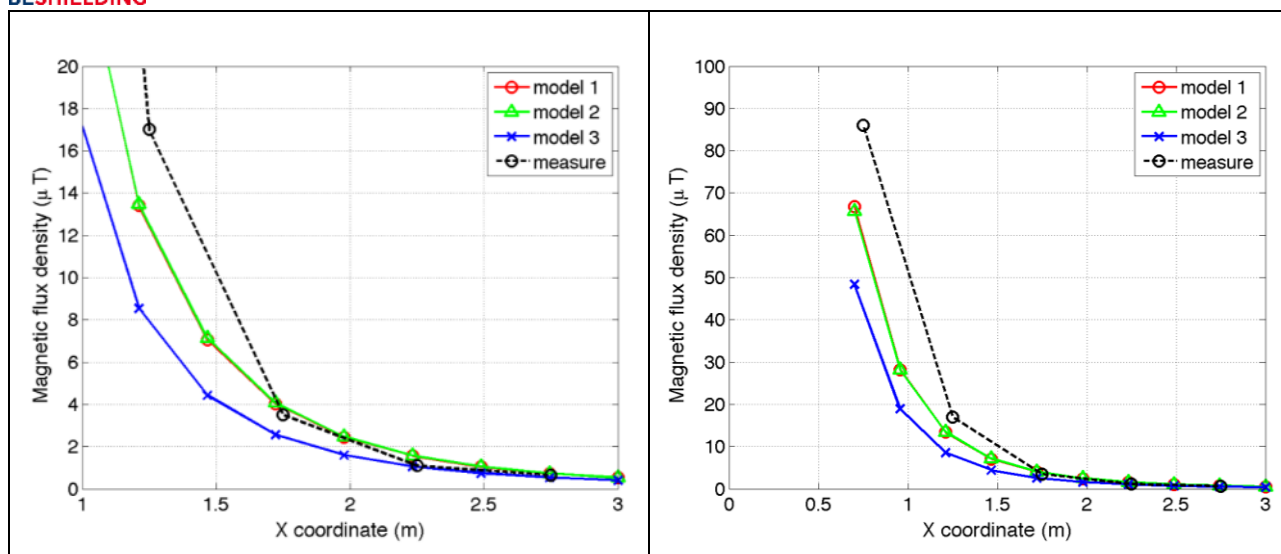 BESHIELDING
20
18
16
14
12
10
8
6
4
2
0
1
1.5
2
2.5
3
Magnetic flux density (μ T)
X coordinate (m)
model 1
model 2
model 3
measure
100
90
80
70
60
50
40
30
20
10
0
0
0.5
1
1.5
2
2.5
3
Magnetic flux density (μ T)
X coordinate (m)
model 1
model 2
model 3
measure